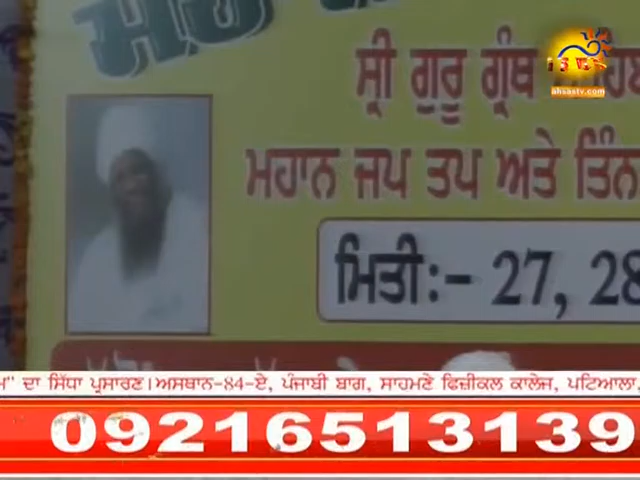 ਸ੍ਰੀ ਗੁਰੂ ਗ੍ਰੰਥ
ahsastv.com
ਮਹਾਨ ਜਪ ਤਪ ਅਤੇ ਤਿੰਨ
ਮਿਤੀ:- 27, 28
ਦਾ ਸਿੱਧਾ ਪ੍ਰਸਾਰਣ।ਅਸਥਾਨ-84-ਏ, ਪੰਜਾਬੀ ਬਾਗ, ਸਾਹਮਣੇ ਫਿਜ਼ੀਕਲ ਕਾਲੇਜ, ਪਟਿਆਲਾ.
09216513139